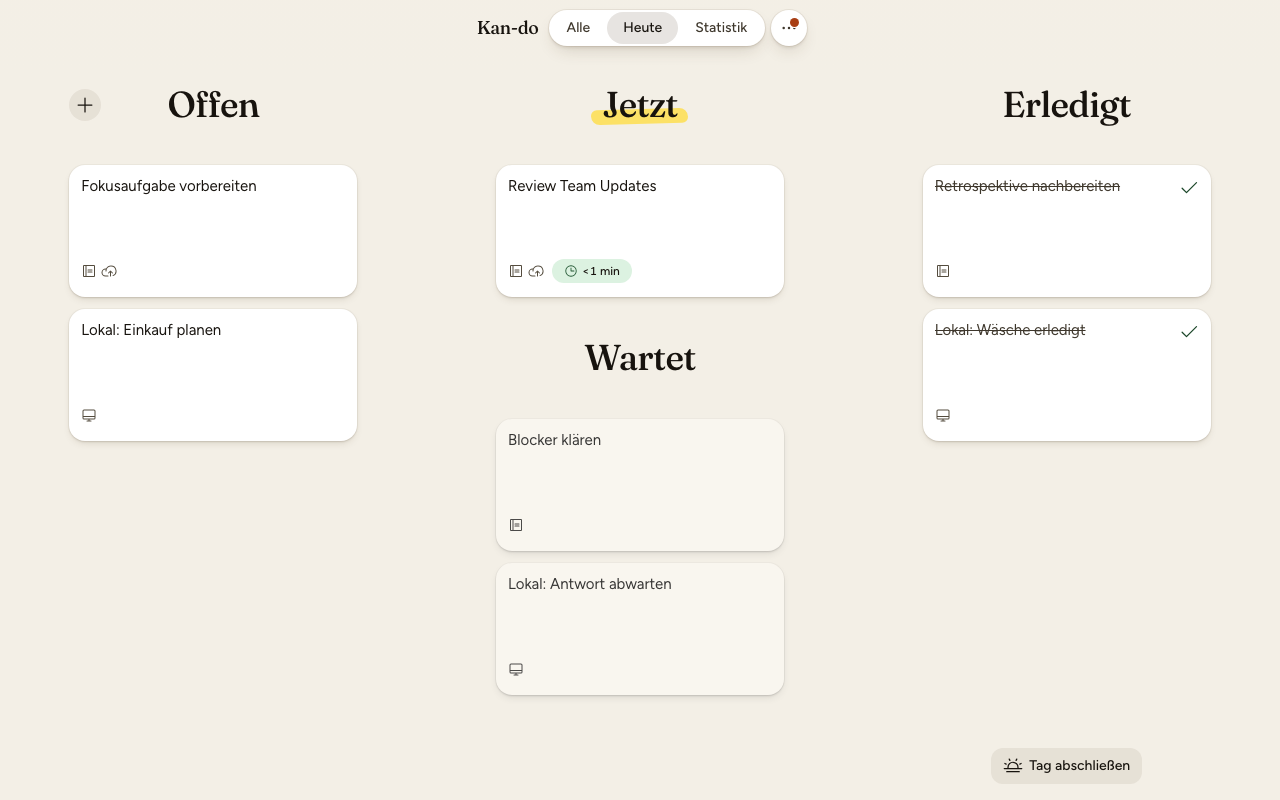 Kan-do
Alle
Heute
Statistik
Offen
Fokusaufgabe vorbereiten
Lokal: Einkauf planen
Jetzt
Review Team Updates
<1 min
Wartet
Blocker klären
Lokal: Antwort abwarten
Erledigt
Retrospektive nachbereiten
Lokal: Wäsche erledigt
Tag abschließen